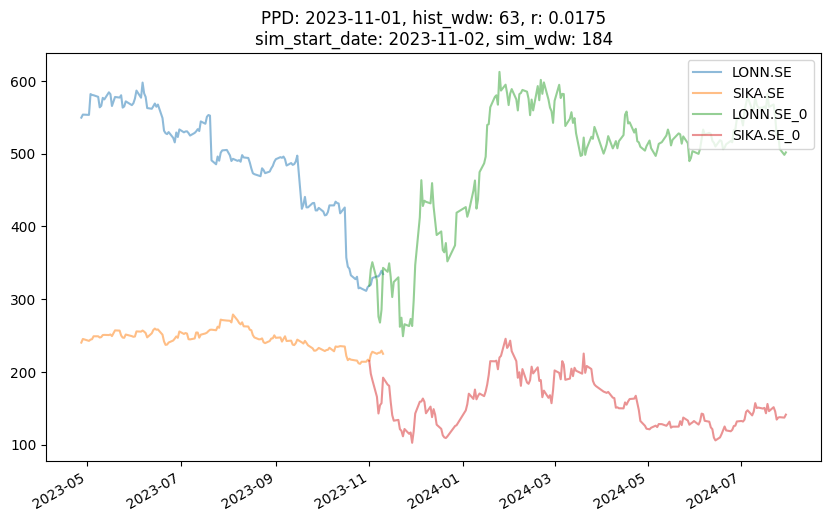 PPD: 2023-11-01, hist_wdw: 63, r: 0.0175
sim_start_date: 2023-11-02, sim_wdw: 184
LONN.SE
SIKA.SE
LONN.SE_0
SIKA.SE_0
600
500
400
300
200
100
2023-05
2023-07
2023-09
2023-11
2024-01
2024-03
2024-05
2024-07